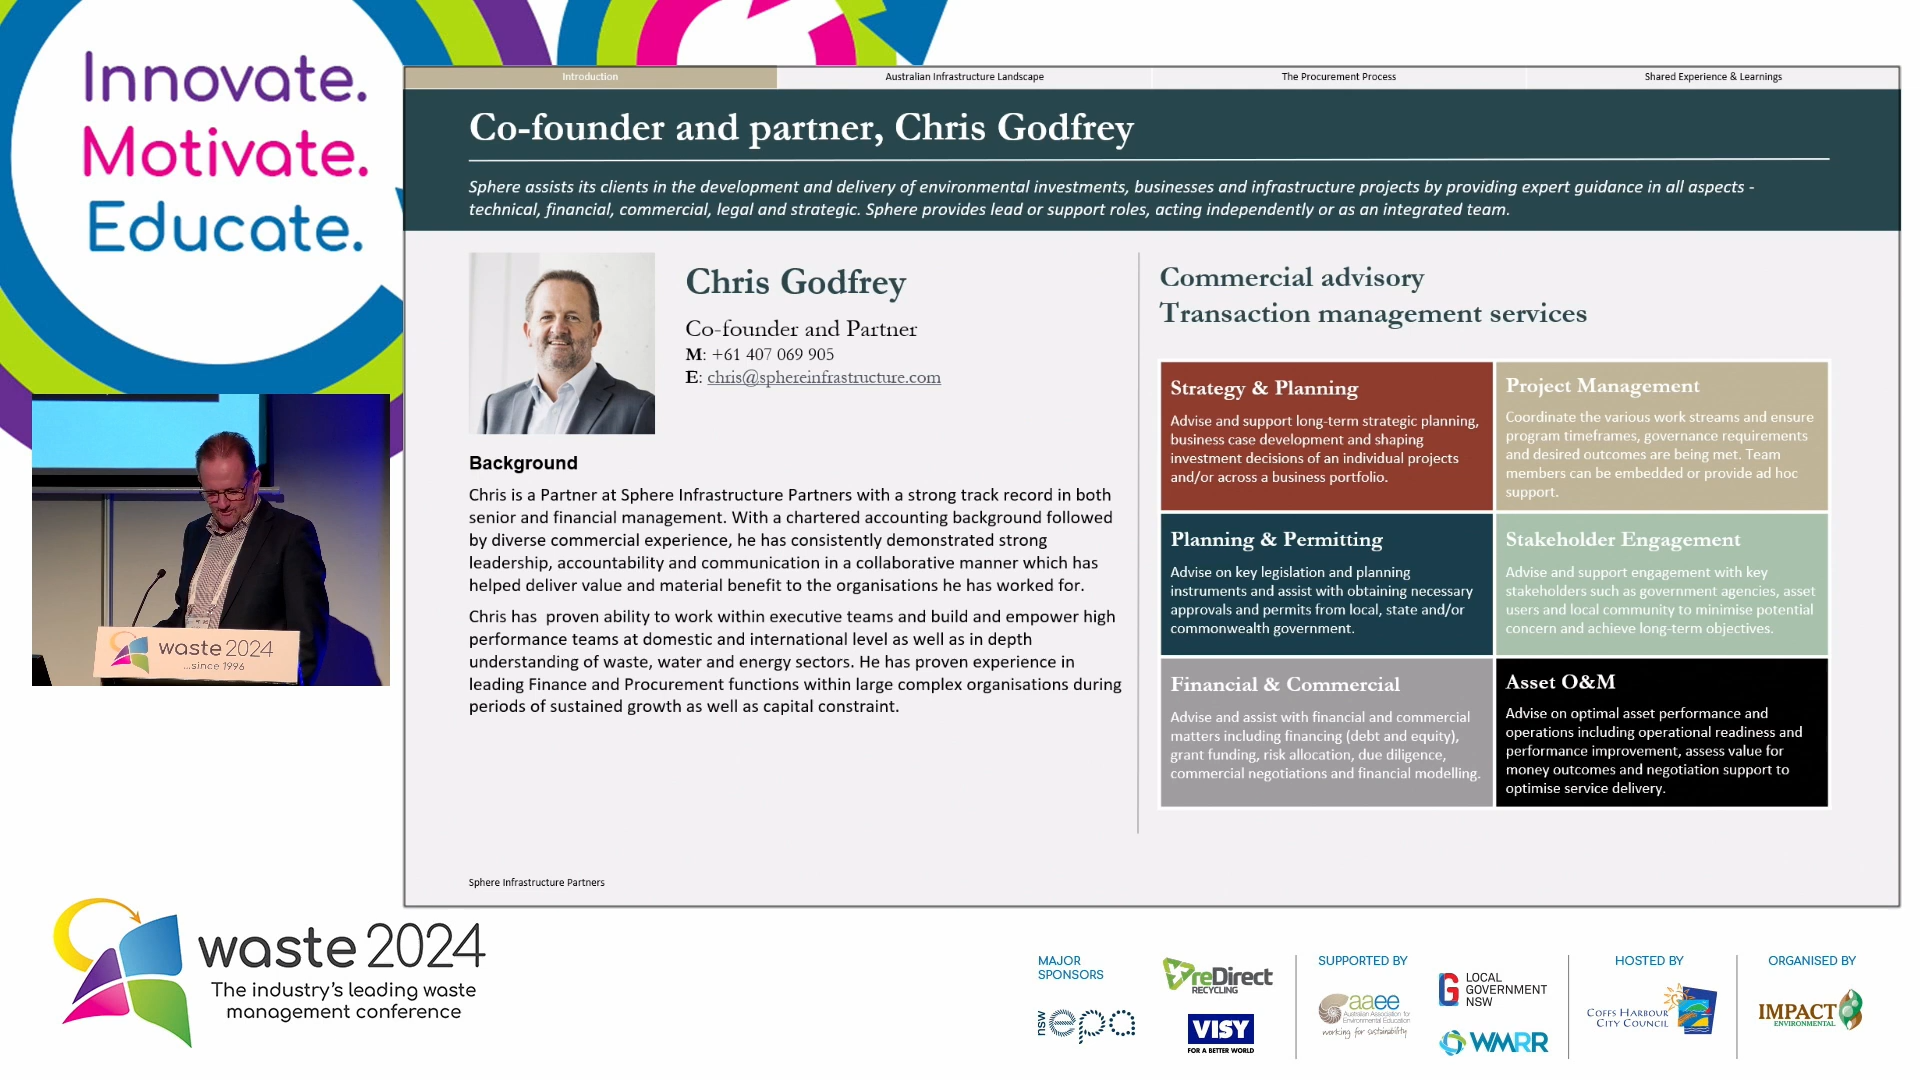 Innovate.
Motivate.
Educate.
Introduction
Australian Infrastructure Landscape
The Procurement Process
Shared Experience & Learnings
Co-founder and partner, Chris Godfrey
Sphere assists its clients in the development and delivery of environmental investments, businesses and infrastructure projects by providing expert guidance in all aspects -
technical, financial, commercial, legal and strategic. Sphere provides lead or support roles, acting independently or as an integrated team.
Chris Godfrey
Co-founder and Partner
M: +61 407 069 905
E: chris@sphereinfrastructure.com
Background
Chris is a Partner at Sphere Infrastructure Partners with a strong track record in both
senior and financial management. With a chartered accounting background followed
by diverse commercial experience, he has consistently demonstrated strong
leadership, accountability and communication in a collaborative manner which has
helped deliver value and material benefit to the organisations he has worked for.
Chris has proven ability to work within executive teams and build and empower high
performance teams at domestic and international level as well as in depth
understanding of waste, water and energy sectors. He has proven experience in
leading Finance and Procurement functions within large complex organisations during
periods of sustained growth as well as capital constraint.
Commercial advisory
Transaction management services
Strategy & Planning
Advise and support long-term strategic planning,
business case development and shaping
investment decisions of an individual projects
and/or across a business portfolio.
Project Management
Coordinate the various work streams and ensure
program timeframes, governance requirements
and desired outcomes are being met. Team
members can be embedded or provide ad hoc
support.
Planning & Permitting
Advise on key legislation and planning
instruments and assist with obtaining necessary
approvals and permits from local, state and/or
commonwealth government.
Stakeholder Engagement
Advise and support engagement with key
stakeholders such as government agencies, asset
users and local community to minimise potential
concern and achieve long-term objectives.
Financial & Commercial
Advise and assist with financial and commercial
matters including financing (debt and equity),
grant funding, risk allocation, due diligence,
commercial negotiations and financial modelling.
Asset O&M
Advise on optimal asset performance and
operations including operational readiness and
performance improvement, assess value for
money outcomes and negotiation support to
optimise service delivery.
Sphere Infrastructure Partners
waste 2024
...since 1996
waste 2024
The industry's leading waste
management conference
MAJOR
SPONSORS
nsw epa
reDirect
RECYCLING
VISY
FOR A BETTER WORLD
SUPPORTED BY
aaee
Australian Association for
Environmental Education
working for sustainability
LOCAL
GOVERNMENT
NSW
WMRR
HOSTED BY
COFFS HARBOUR
CITY COUNCIL
ORGANISED BY
IMPACT
ENVIRONMENTAL